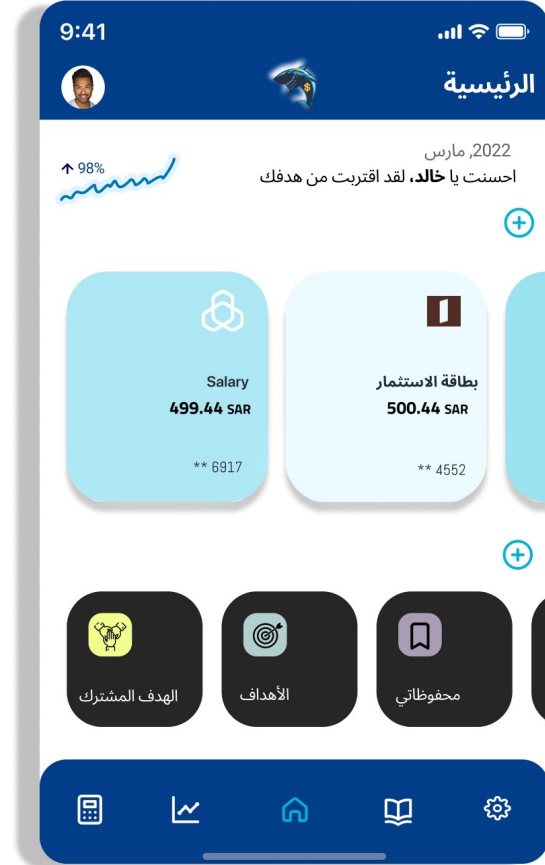 9:41
الرئيسية
2022, مارس
احسنت يا خالد، لقد اقتربت من هدفك
98%
بطاقة الاستثمار
500.44 SAR
** 4552
Salary
499.44 SAR
** 6917
محفوظاتي
الأهداف
الهدف المشترك